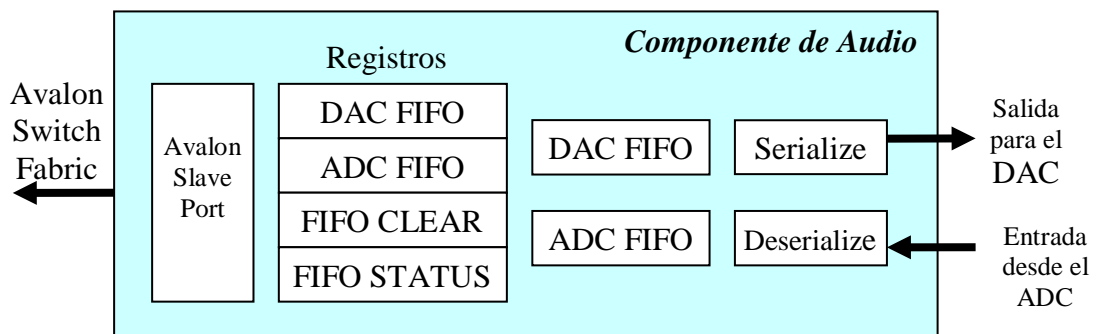 Componente de Audio
Registros
Avalon
Switch
Fabric
Avalon
Slave
Port
DAC FIFO
ADC FIFO
FIFO CLEAR
FIFO STATUS
DAC FIFO
Serialize
ADC FIFO
Deserialize
Salida
para el
DAC
Entrada
desde el
ADC